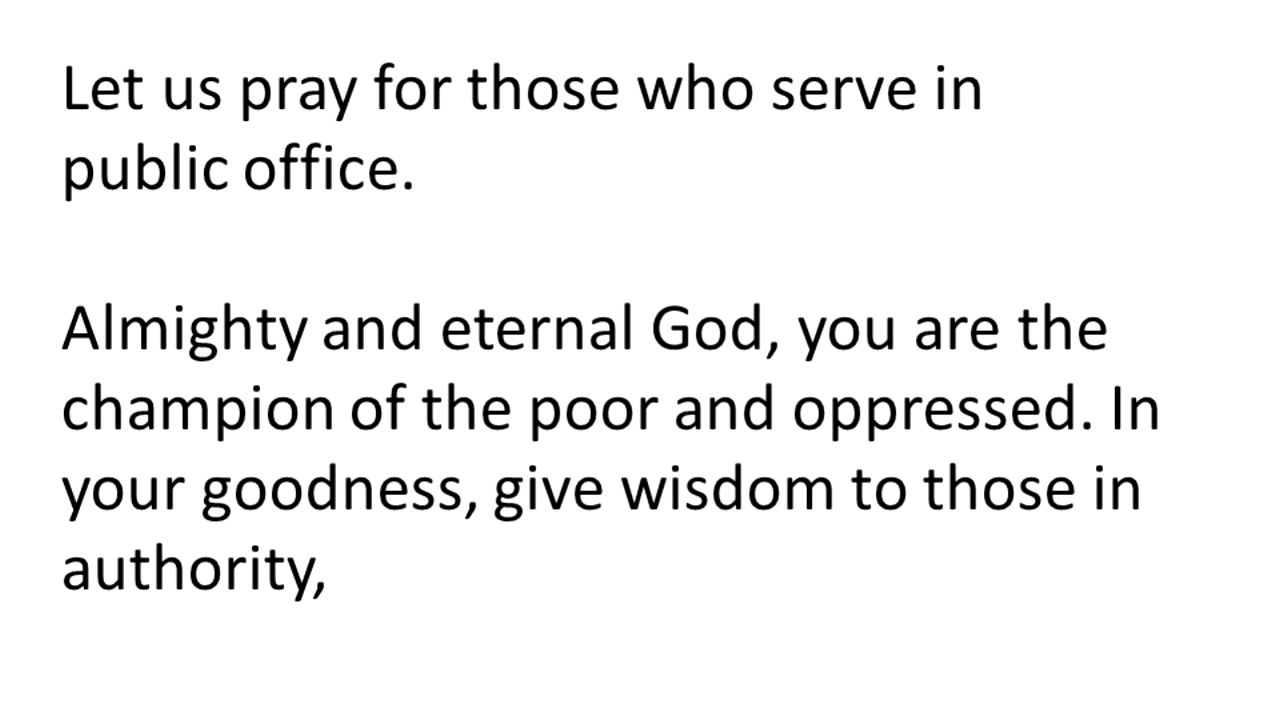 Let us pray for those who serve in
public office.
Almighty and eternal God, you are the
champion of the poor and oppressed. In
your goodness, give wisdom to those in
authority,